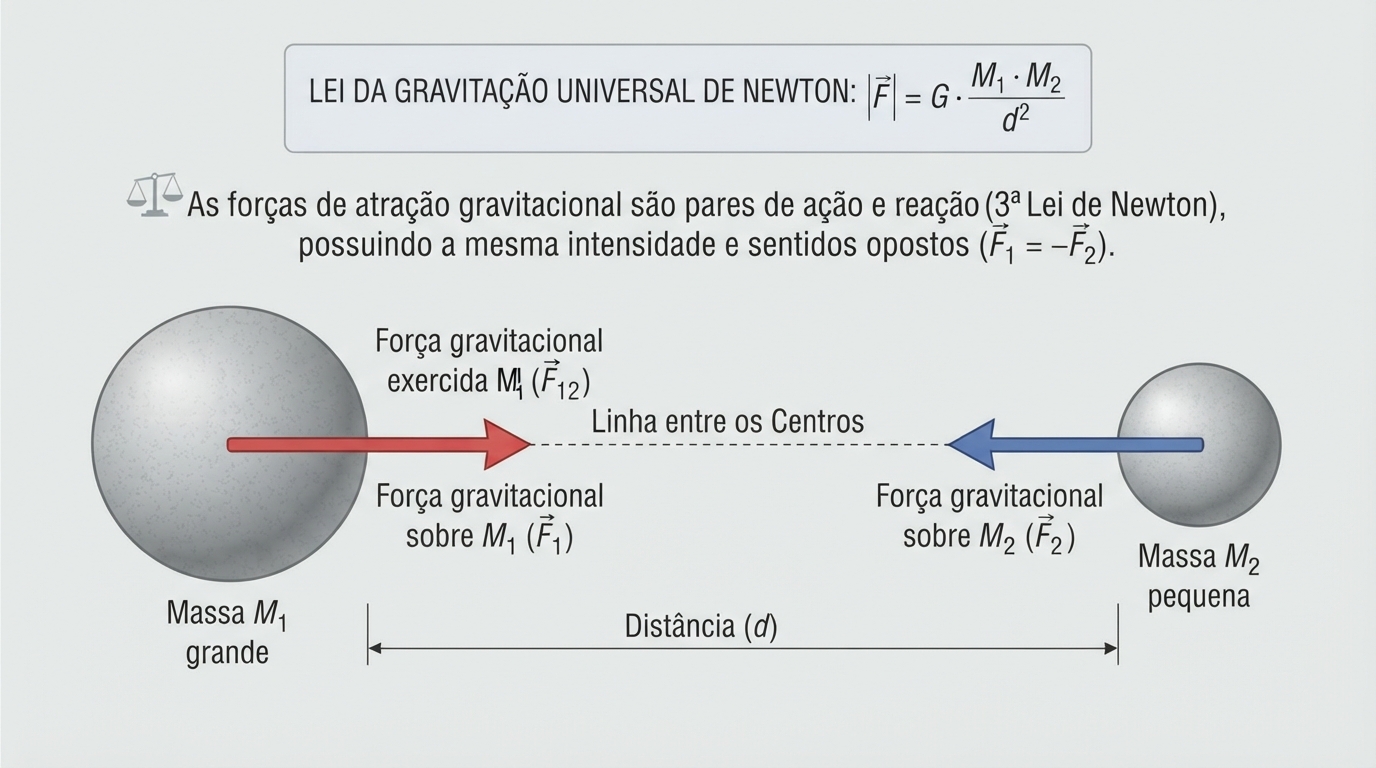 LEI DA GRAVITAÇÃO UNIVERSAL DE NEWTON: |F⃗| = G · M₁ · M₂ / d²
As forças de atração gravitacional são pares de ação e reação (3ª Lei de Newton),
possuindo a mesma intensidade e sentidos opostos (F⃗₁ = –F⃗₂).
Força gravitacional
exercida (F⃗₁₂)
Linha entre os Centros
Força gravitacional
sobre M₁ (F⃗₁)
Força gravitacional
sobre M₂ (F⃗₂)
Massa M₁
grande
Massa M₂
pequena
Distância (d)